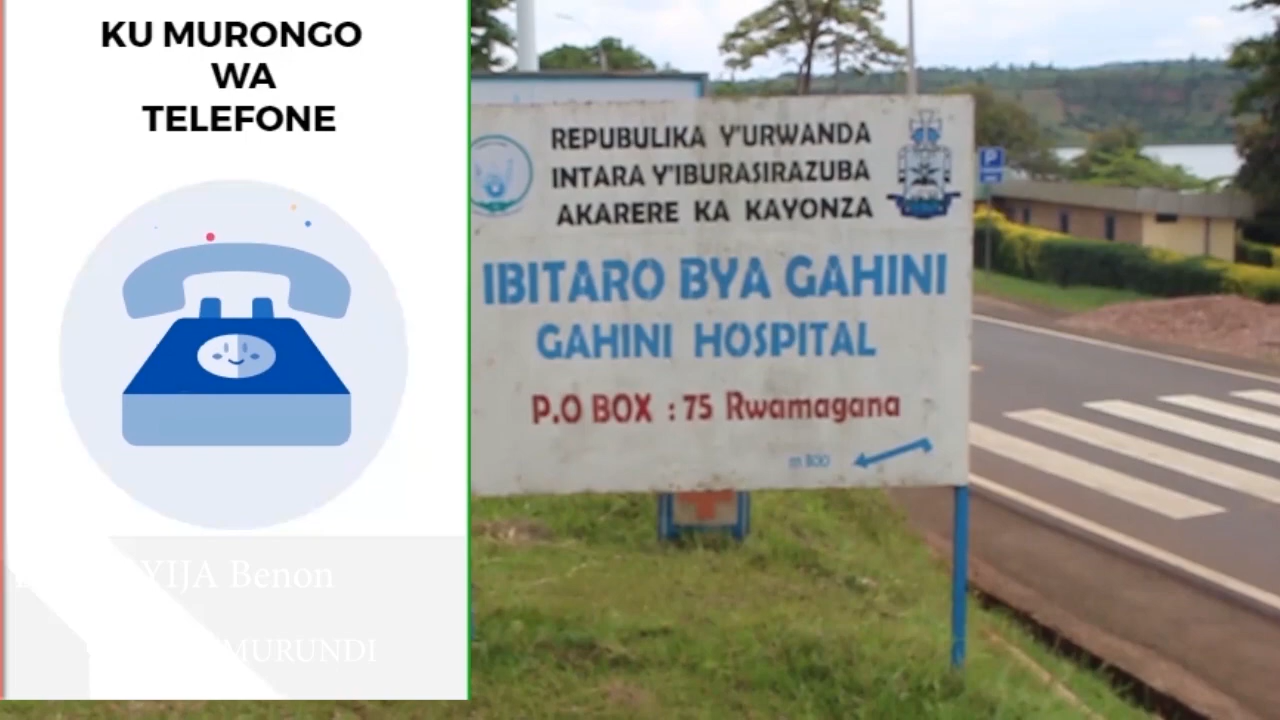 KU MURONGO
WA
TELEFONE
Benon
REPUBULIKA Y'URWANDA
INTARA Y'IBURASIRAZUBA
AKARERE KA KAYONZA
IBITARO BYA GAHINI
GAHINI HOSPITAL
P.O BOX : 75 Rwamagana
P